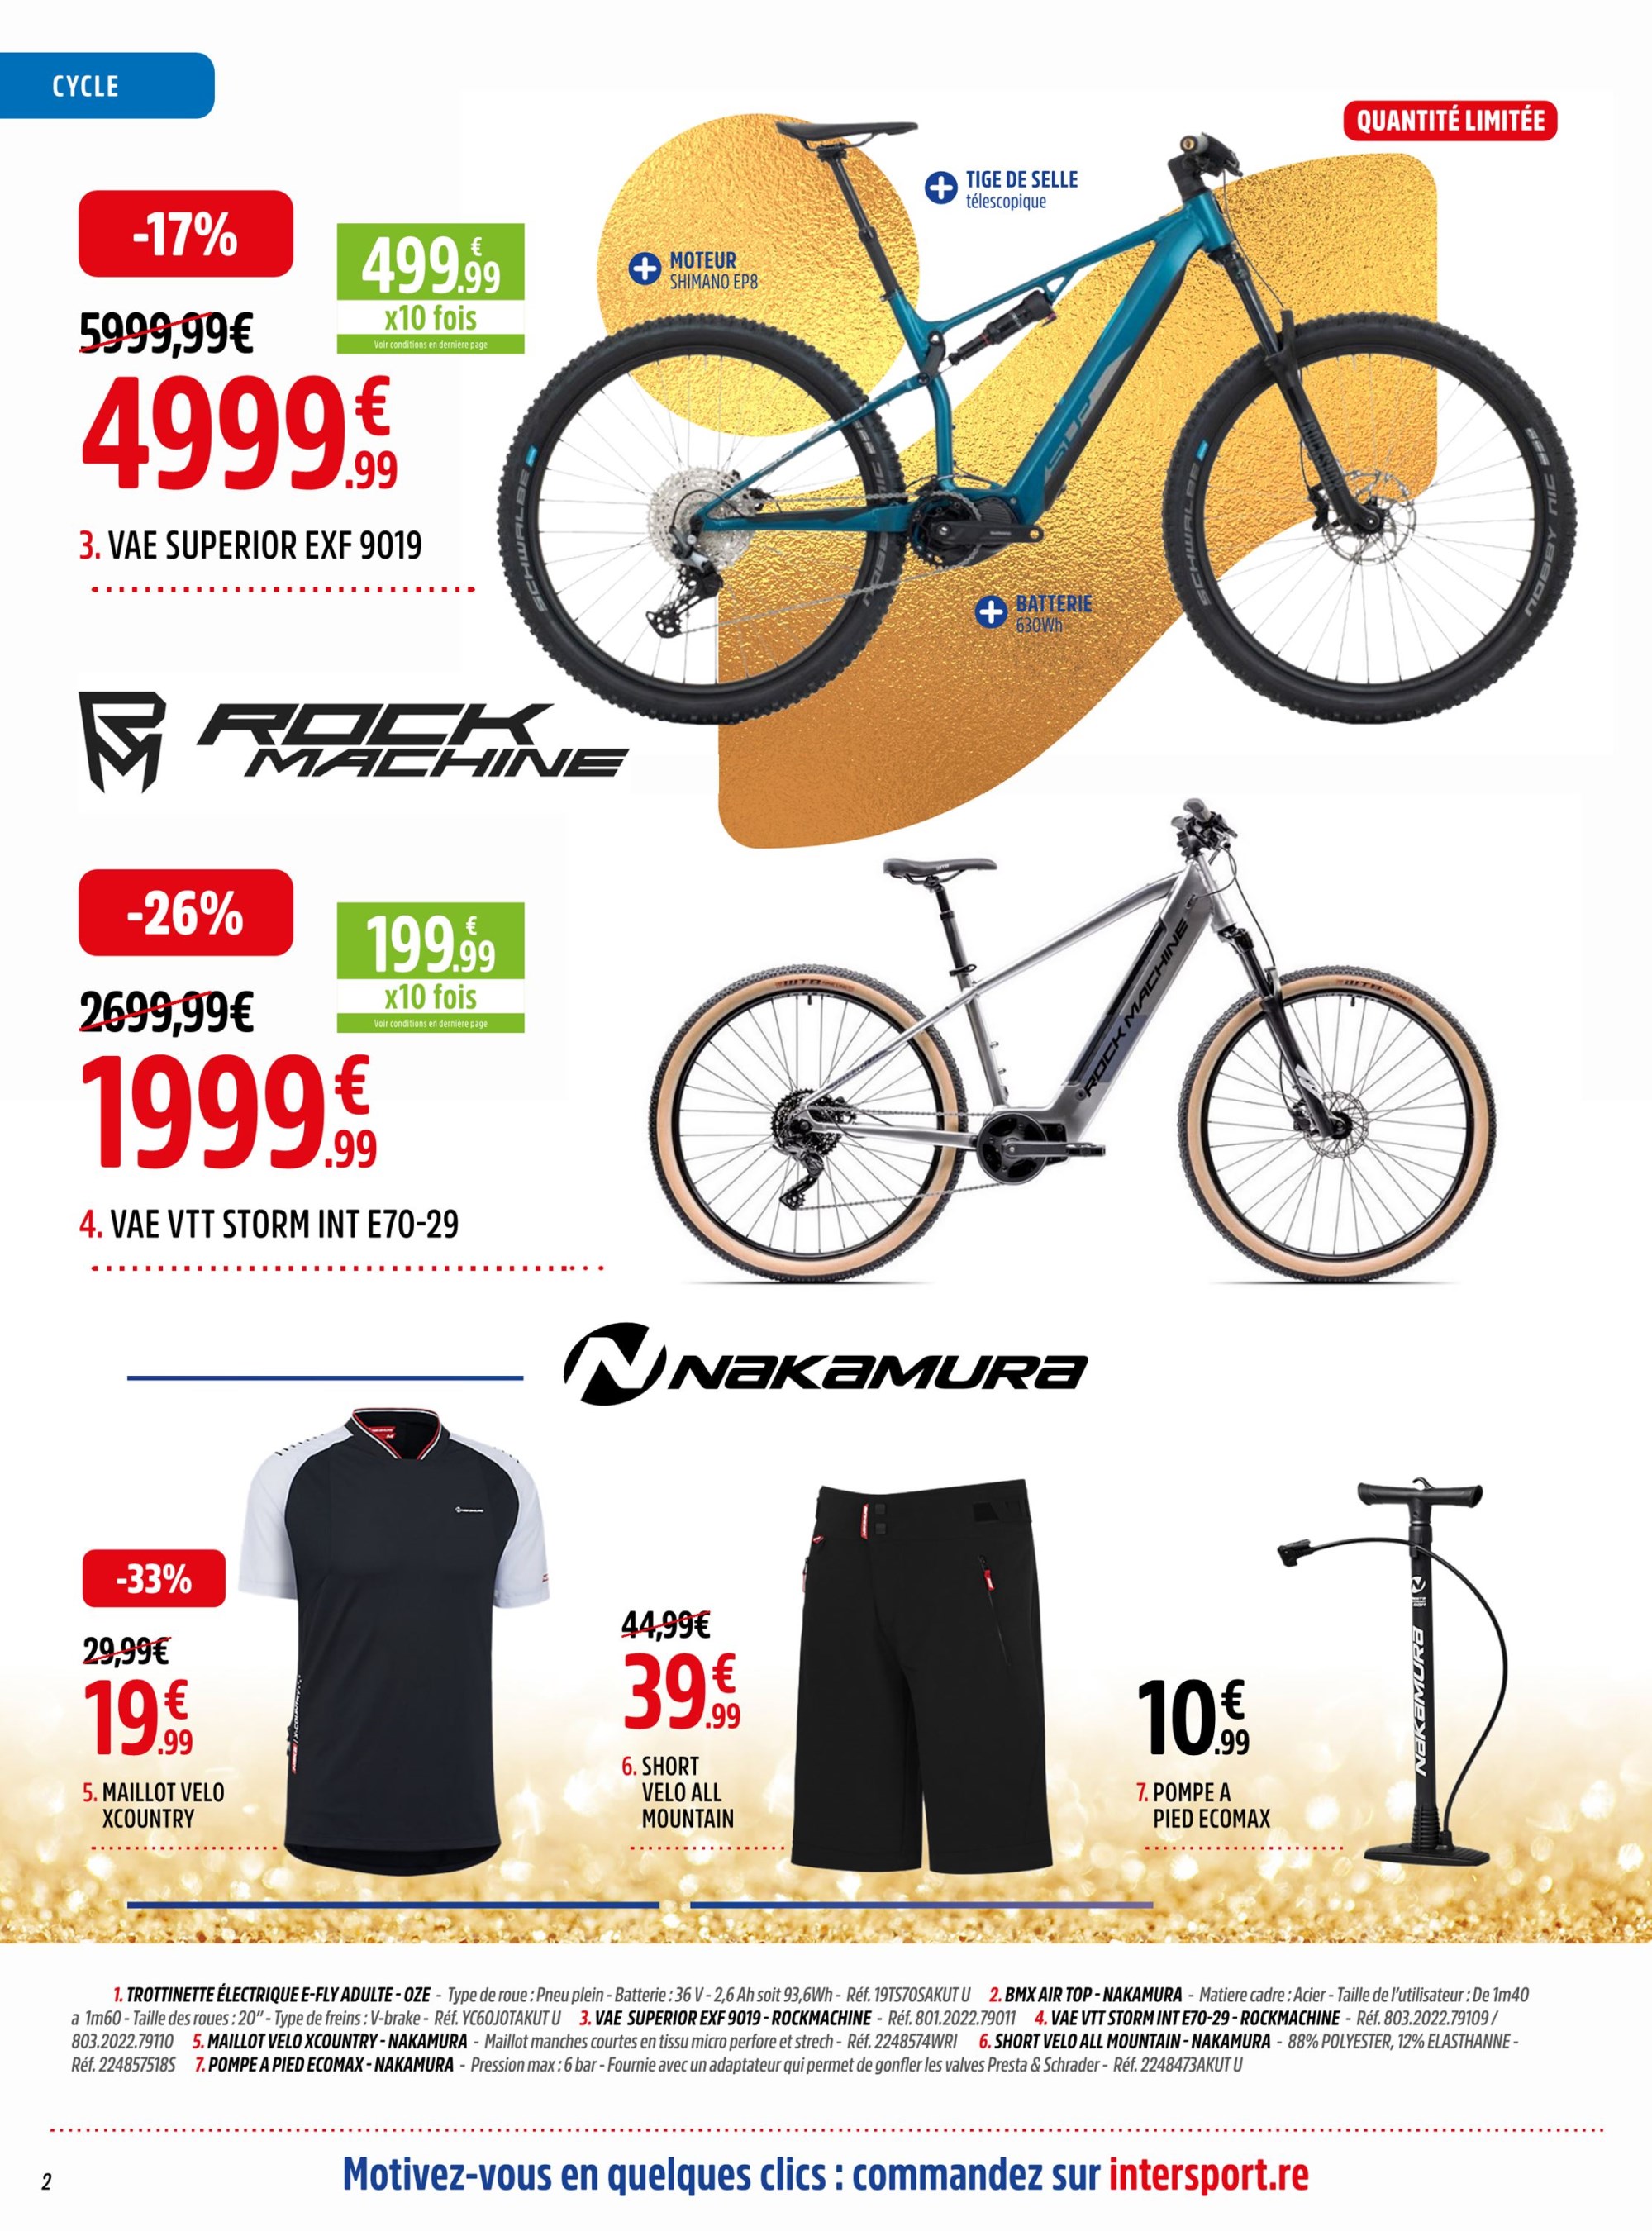 CYCLE
QUANTITÉ LIMITÉE
-17%
499.99€
x10 fois
Voir conditions en dernière page
5999,99€
4999€.99
3. VAE SUPERIOR EXF 9019
TIGE DE SELLE
télescopique
MOTEUR
SHIMANO EP8
BATTERIE
630Wh
SCHWALBE
SCHWALBE
NOBBY NIC
ROCK
MACHINE
-26%
199.99€
x10 fois
Voir conditions en dernière page
2699,99€
1999€.99
4. VAE VTT STORM INT E70-29
WTB
WTB
ROCK MACHINE
NAKAMURA
-33%
29,99€
19€.99
5. MAILLOT VELO
XCOUNTRY
44,99€
39€.99
6. SHORT
VELO ALL
MOUNTAIN
10€.99
7. POMPE A
PIED ECOMAX
NAKAMURA
1. TROTTINETTE ÉLECTRIQUE E-FLY ADULTE - OZE - Type de roue : Pneu plein - Batterie : 36 V - 2,6 Ah soit 93,6Wh - Réf. 19TS70SAKUT U 2. BMX AIR TOP - NAKAMURA - Matiere cadre : Acier - Taille de l'utilisateur : De 1m40
a 1m60 - Taille des roues : 20" - Type de freins : V-brake - Réf. YC60J0TAKUT U 3. VAE SUPERIOR EXF 9019 - ROCKMACHINE - Réf. 801.2022.79011 4. VAE VTT STORM INT E70-29 - ROCKMACHINE - Réf. 803.2022.79109 /
803.2022.79110 5. MAILLOT VELO XCOUNTRY - NAKAMURA - Maillot manches courtes en tissu micro perfore et strech - Réf. 2248574WRI 6. SHORT VELO ALL MOUNTAIN - NAKAMURA - 88% POLYESTER, 12% ELASTHANNE -
Réf. 224857518S 7. POMPE A PIED ECOMAX - NAKAMURA - Pression max : 6 bar - Fournie avec un adaptateur qui permet de gonfler les valves Presta & Schrader - Réf. 2248473AKUT U
2
Motivez-vous en quelques clics : commandez sur intersport.re